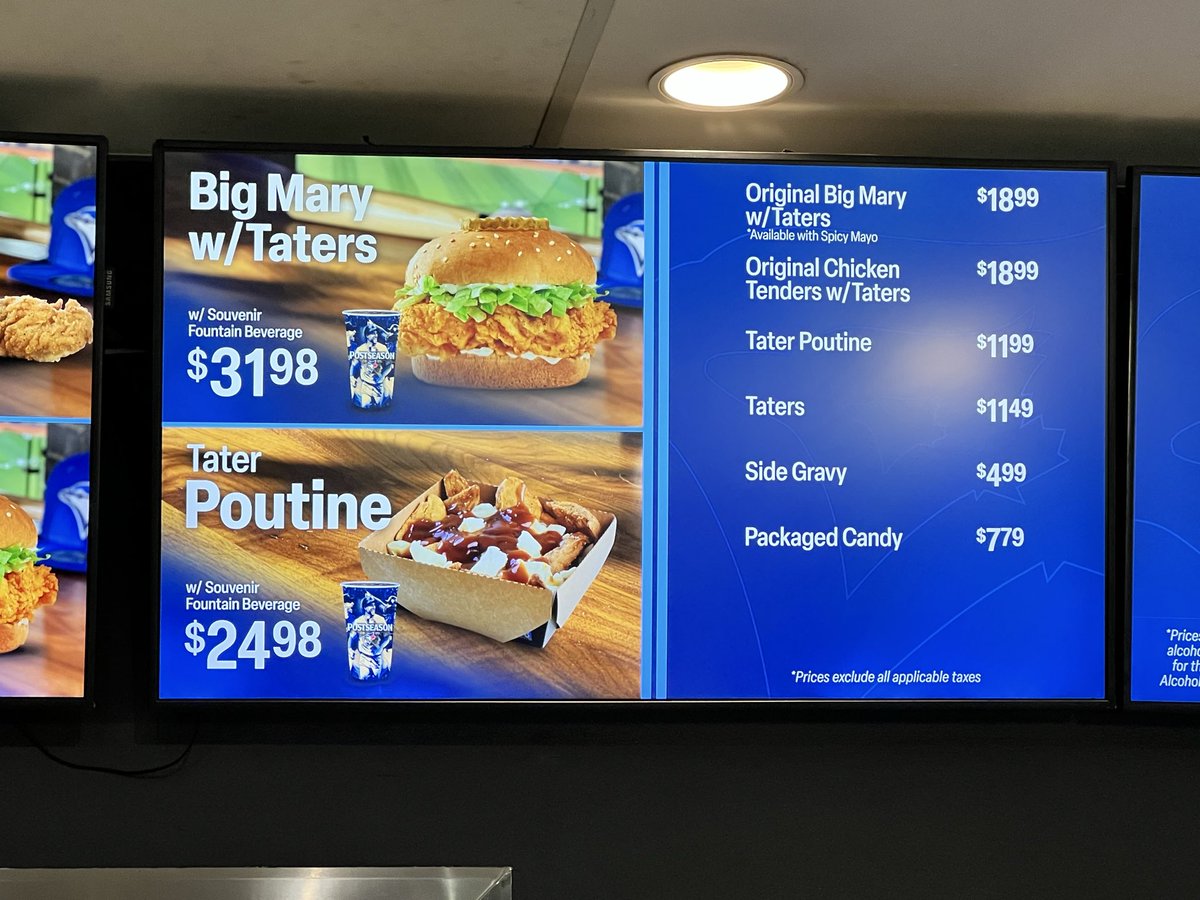 Big Mary
w/Taters
w/ Souvenir
Fountain Beverage
$3198
POSTSEASON
Tater
Poutine
w/ Souvenir
Fountain Beverage
$2498
POSTSEASON
Original Big Mary $1899
w/Taters
*Available with Spicy Mayo
Original Chicken $1899
Tenders w/Taters
Tater Poutine $1199
Taters $1149
Side Gravy $499
Packaged Candy $779
*Prices exclude all applicable taxes
SAMSUNG
*Prices
for